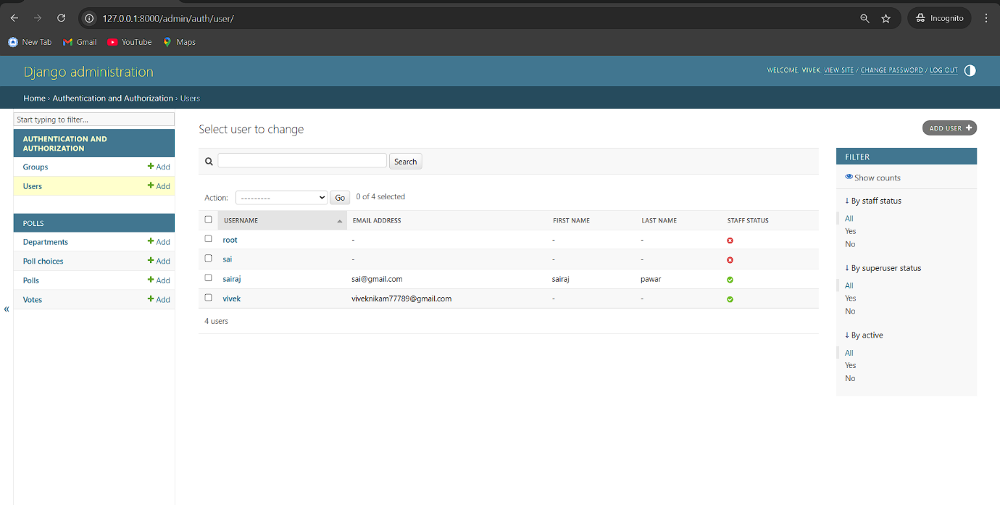 127.0.0.1:8000/admin/auth/user/
Incognito
New Tab Gmail YouTube Maps
Django administration
WELCOME, VIVEK. VIEW SITE / CHANGE PASSWORD / LOG OUT
Home › Authentication and Authorization › Users
Start typing to filter...
AUTHENTICATION AND
AUTHORIZATION
Groups + Add
Users + Add
POLLS
Departments + Add
Poll choices + Add
Polls + Add
Votes + Add
«
Select user to change
ADD USER +
Search
Action: --------- Go 0 of 4 selected
USERNAME EMAIL ADDRESS FIRST NAME LAST NAME STAFF STATUS
root - - -
sai - - -
sairaj sai@gmail.com sairaj pawar
vivek viveknikam77789@gmail.com - -
4 users
FILTER
Show counts
↓ By staff status
All
Yes
No
↓ By superuser status
All
Yes
No
↓ By active
All
Yes
No